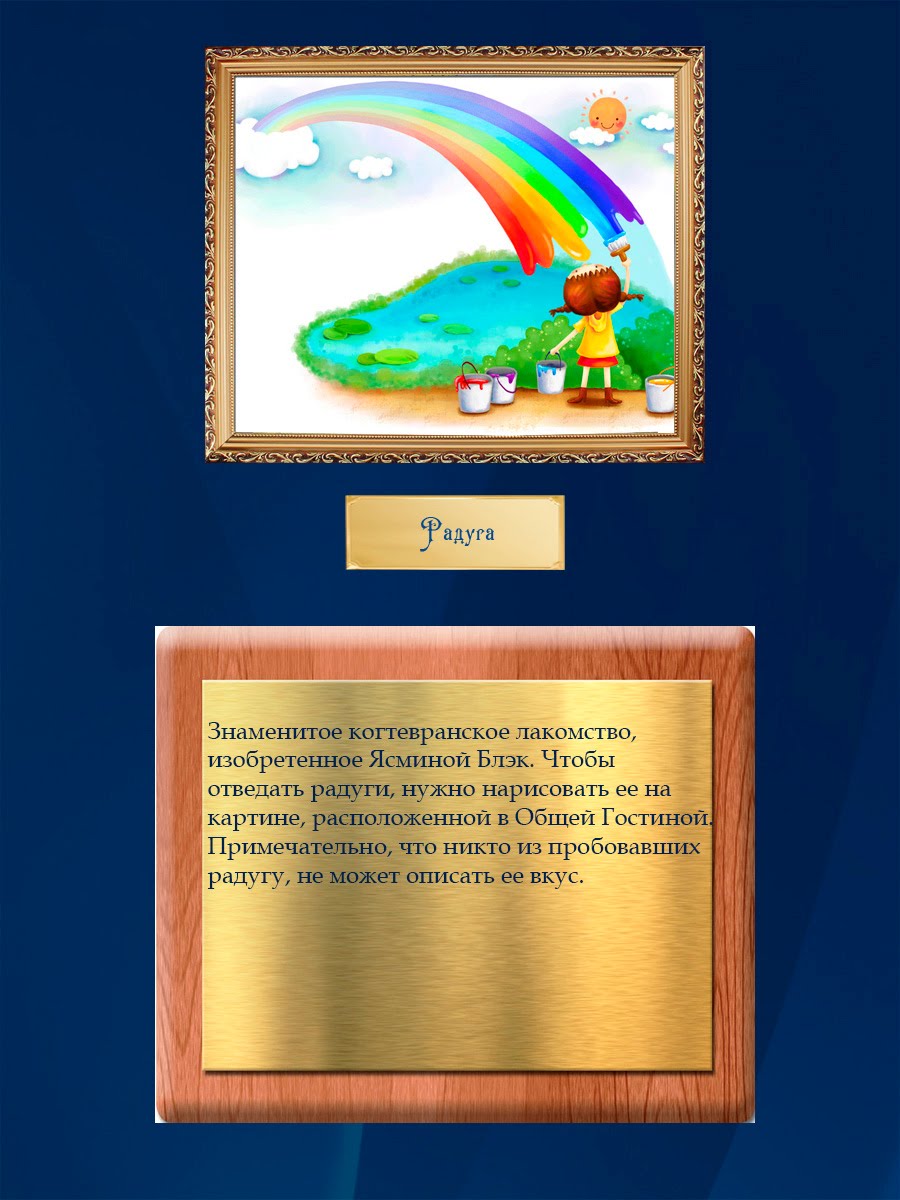 Радуга
Знаменитое когтевранское лакомство,
изобретенное Ясминой Блэк. Чтобы
отведать радуги, нужно нарисовать ее на
картине, расположенной в Общей Гостиной.
Примечательно, что никто из пробовавших
радугу, не может описать ее вкус.